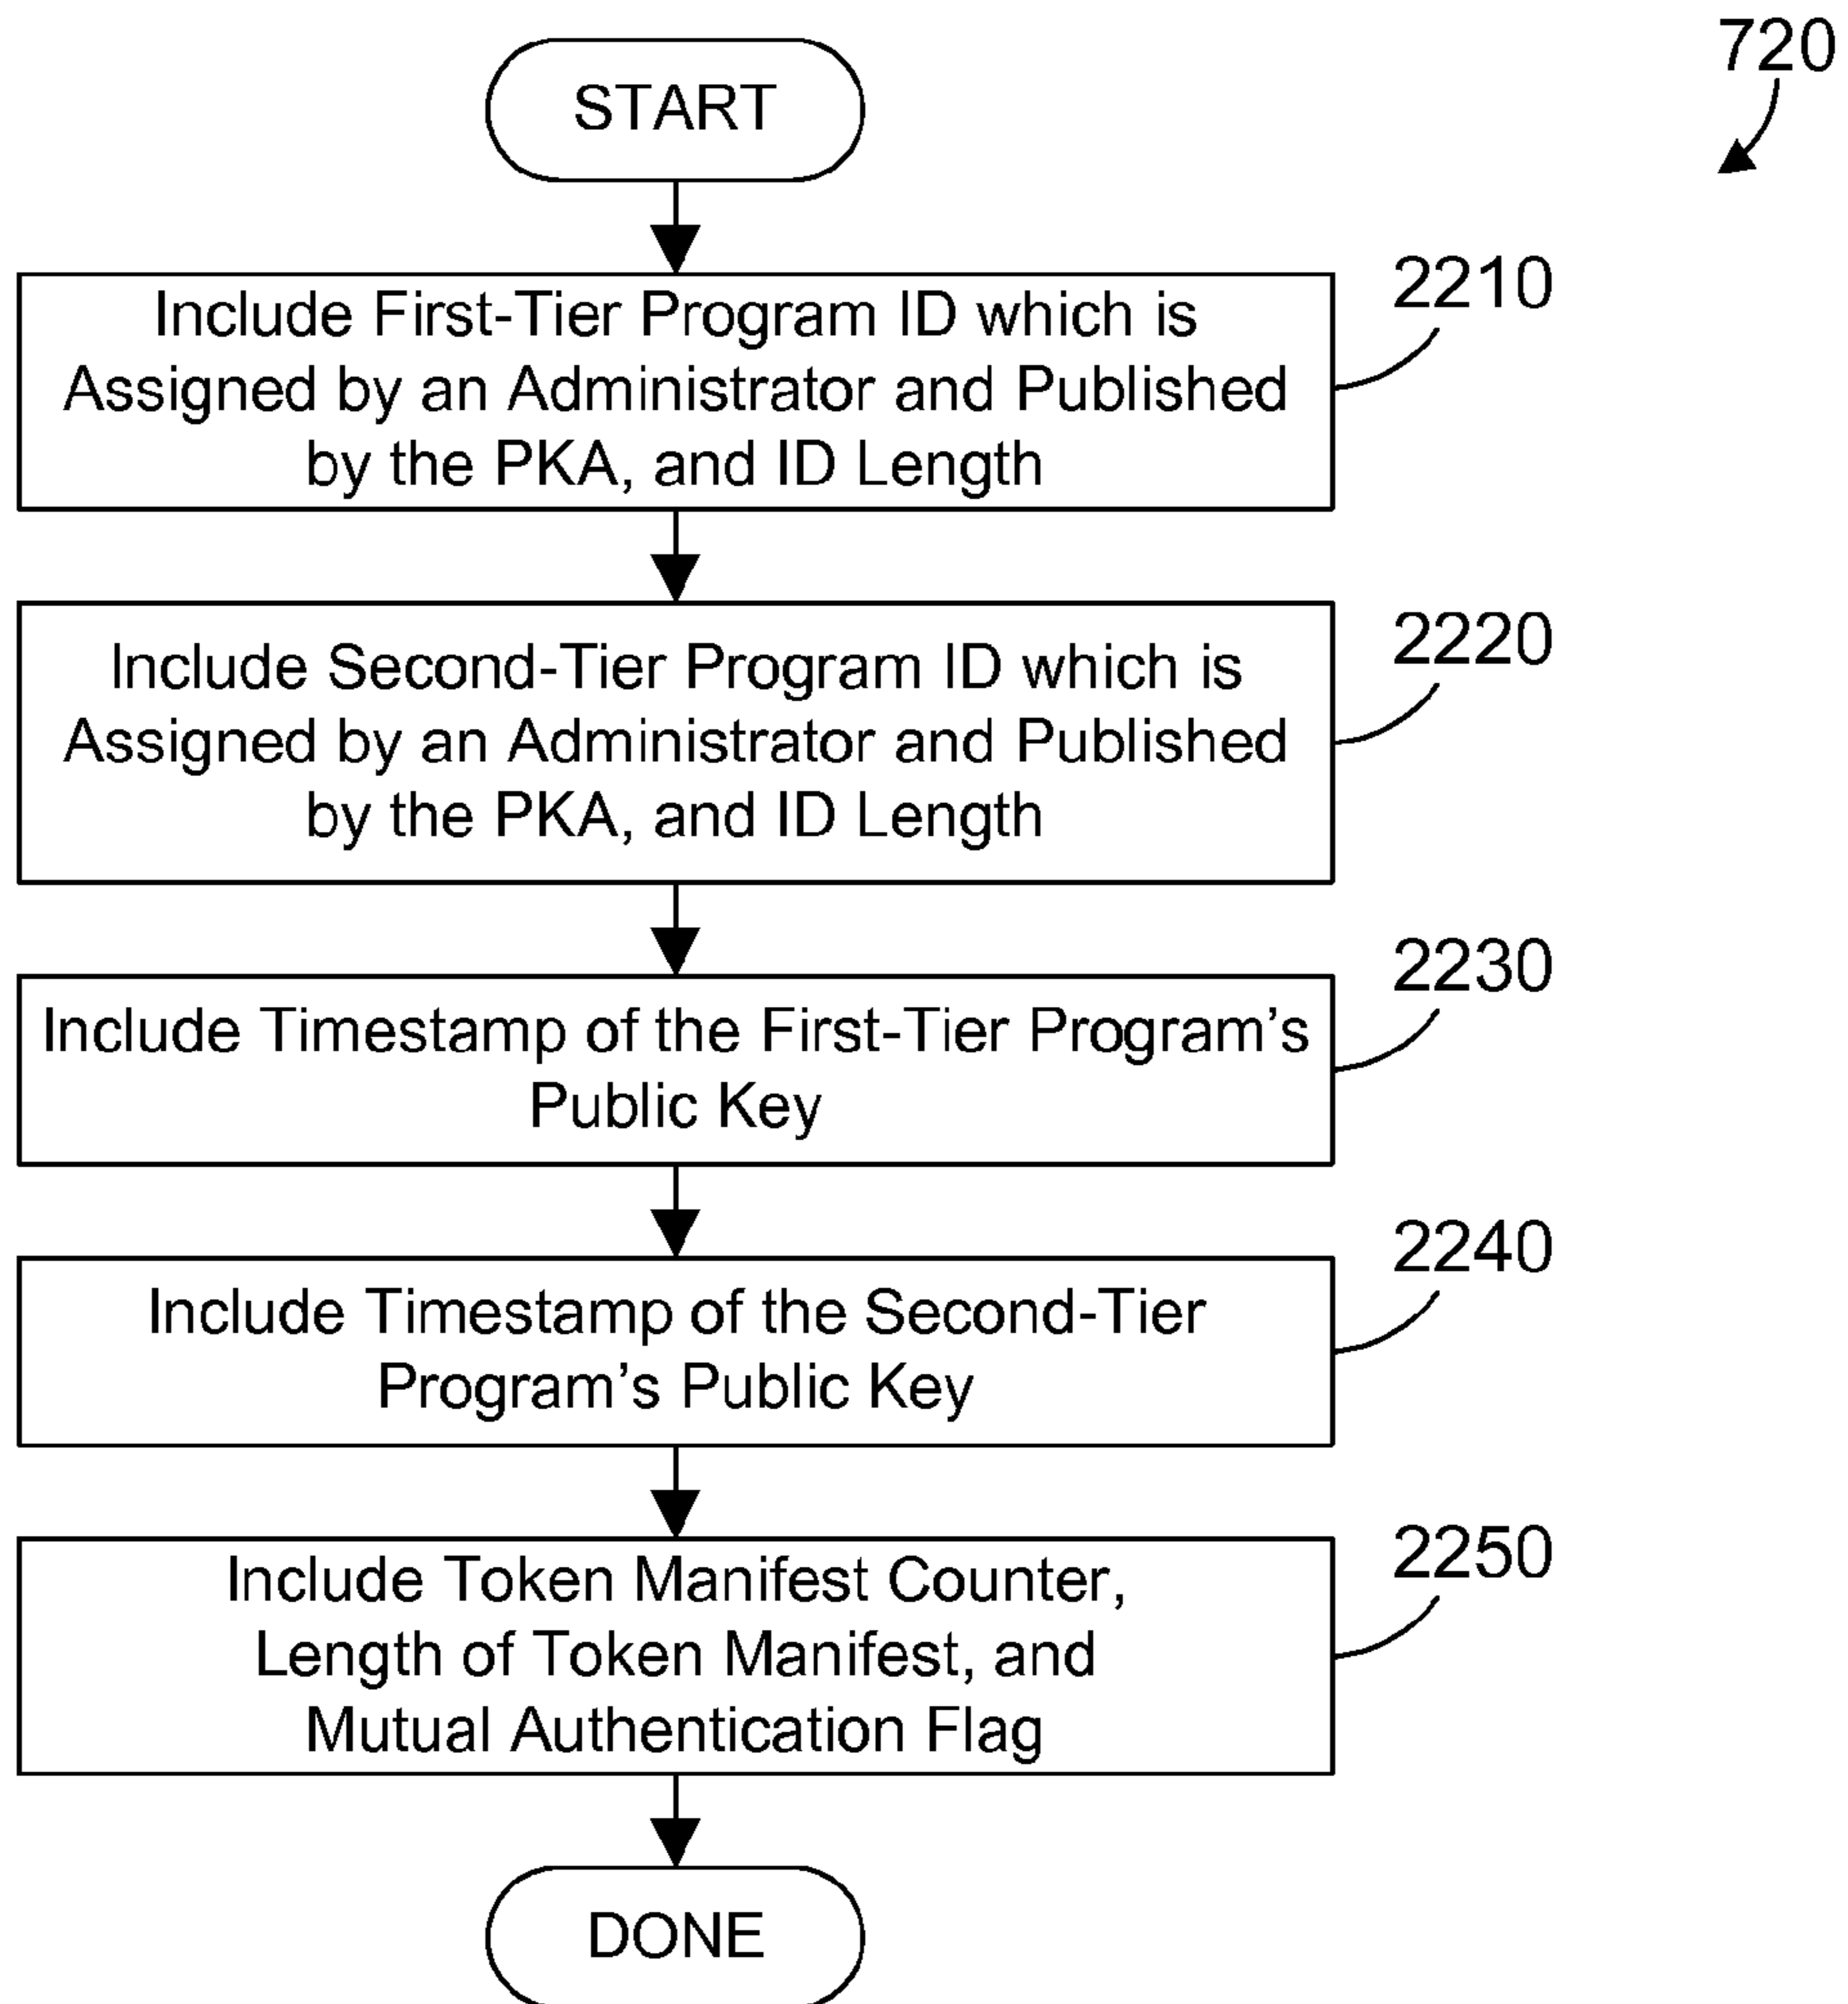 720
START
2210
Include First-Tier Program ID which is
Assigned by an Administrator and Published
by the PKA, and ID Length
2220
Include Second-Tier Program ID which is
Assigned by an Administrator and Published
by the PKA, and ID Length
2230
Include Timestamp of the First-Tier Program’s
Public Key
2240
Include Timestamp of the Second-Tier
Program’s Public Key
2250
Include Token Manifest Counter,
Length of Token Manifest, and
Mutual Authentication Flag
DONE